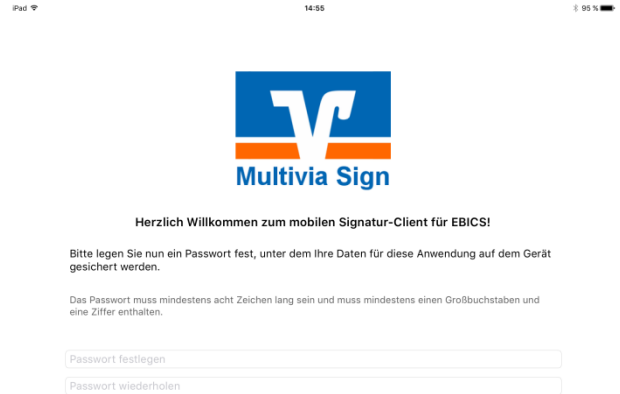 iPad 14:55 95 %
Multivia Sign
Herzlich Willkommen zum mobilen Signatur-Client für EBICS!
Bitte legen Sie nun ein Passwort fest, unter dem Ihre Daten für diese Anwendung auf dem Gerät
gesichert werden.
Das Passwort muss mindestens acht Zeichen lang sein und muss mindestens einen Großbuchstaben und
eine Ziffer enthalten.
Passwort festlegen
Passwort wiederholen